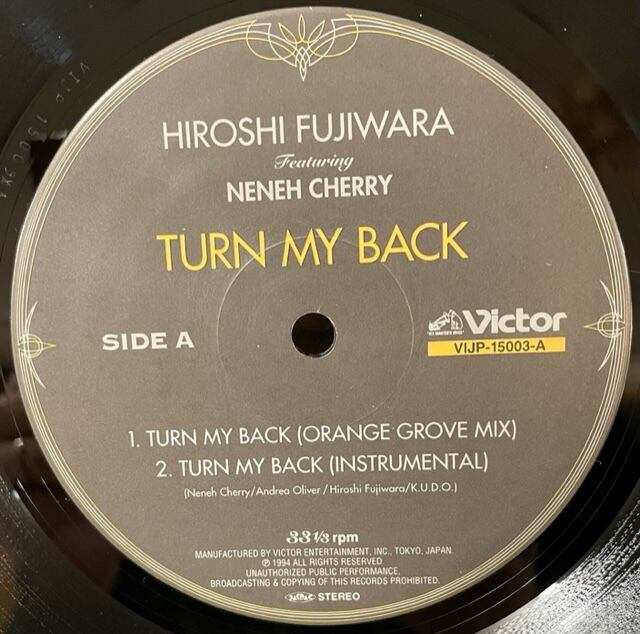 HIROSHI FUJIWARA
Featuring
NENEH CHERRY
TURN MY BACK
SIDE A
Victor
VIJP-15003-A
1. TURN MY BACK (ORANGE GROVE MIX)
2. TURN MY BACK (INSTRUMENTAL)
(Neneh Cherry/Andrea Oliver / Hiroshi Fujiwara/K.U.D.O.)
33 1/3 rpm
MANUFACTURED BY VICTOR ENTERTAINMENT, INC., TOKYO, JAPAN.
℗ 1994 ALL RIGHTS RESERVED.
UNAUTHORIZED PUBLIC PERFORMANCE,
BROADCASTING & COPYING OF THIS RECORDS PROHIBITED.
JASRAC STEREO